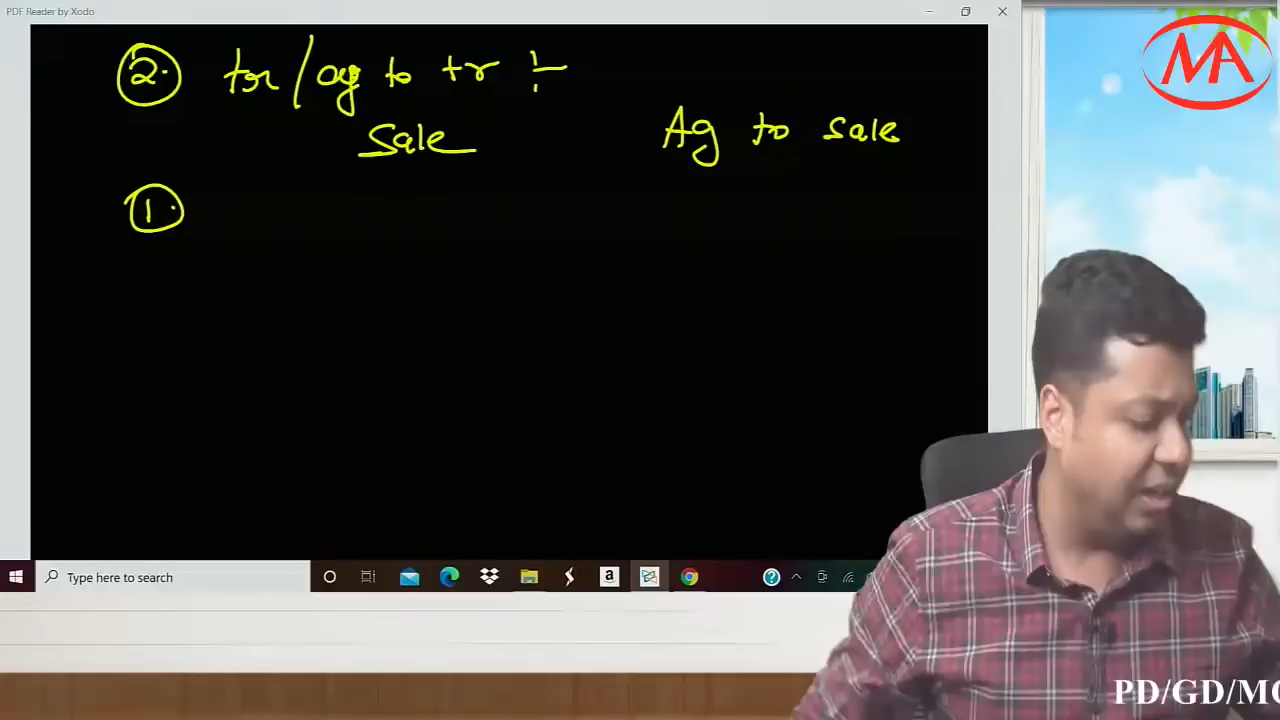 PDF Reader by Xodo
MA
2. tr / ag to tr :-
Sale
Ag to sale
1.
Type here to search
a
?
PD/GD/MO